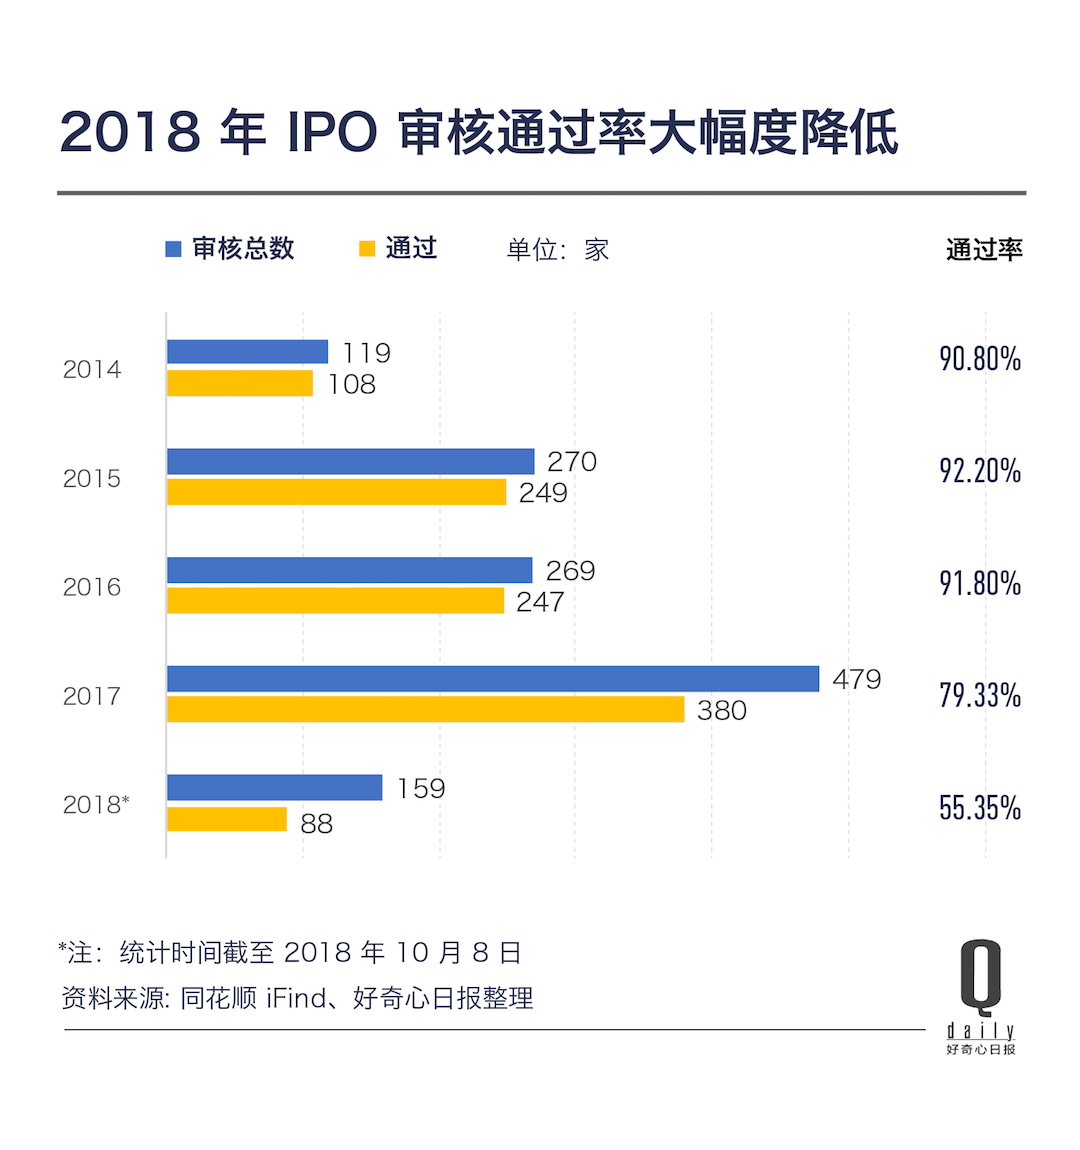 2018 年 IPO 审核通过率大幅度降低
审核总数 通过 单位：家 通过率
2014 119 108 90.80%
2015 270 249 92.20%
2016 269 247 91.80%
2017 479 380 79.33%
2018* 159 88 55.35%
*注：统计时间截至 2018 年 10 月 8 日
资料来源: 同花顺 iFind、好奇心日报整理
Q
daily
好奇心日报